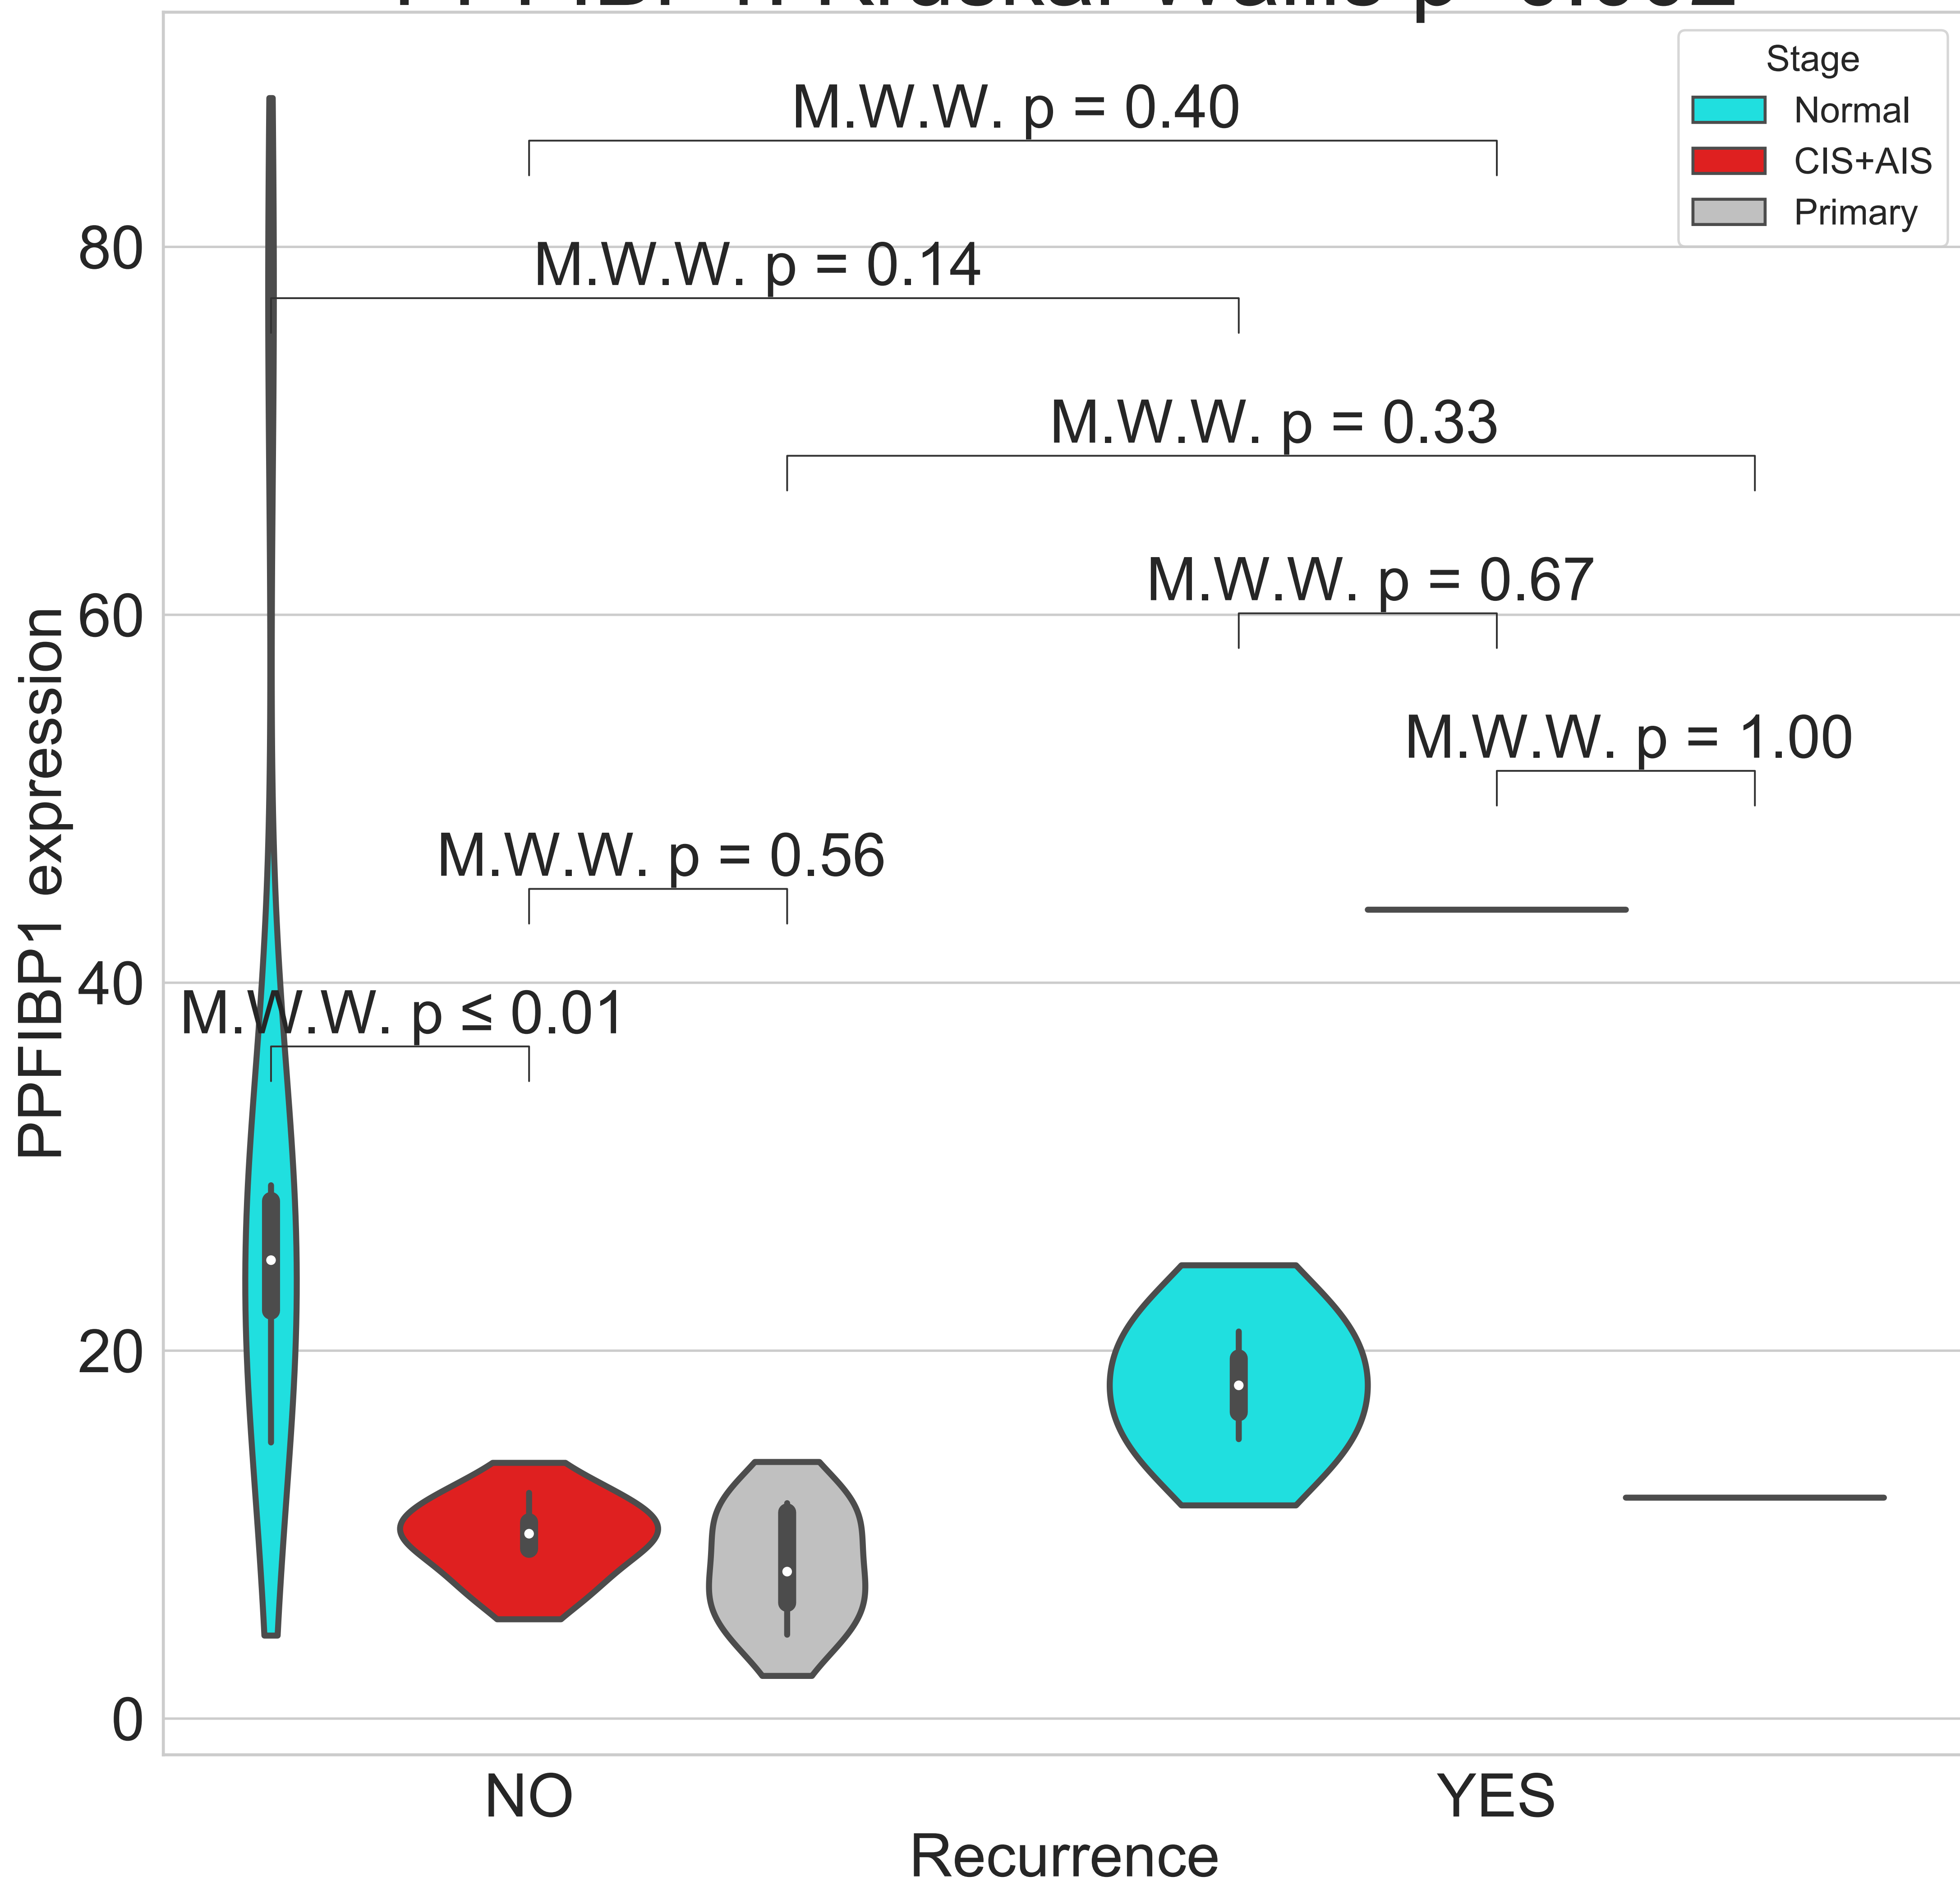 Stage
Normal
CIS+AIS
Primary
M.W.W. p = 0.40
80
M.W.W. p = 0.14
M.W.W. p = 0.33
60
M.W.W. p = 0.67
M.W.W. p = 1.00
M.W.W. p = 0.56
40
M.W.W. p ≤ 0.01
PPFIBP1 expression
20
0
NO
YES
Recurrence